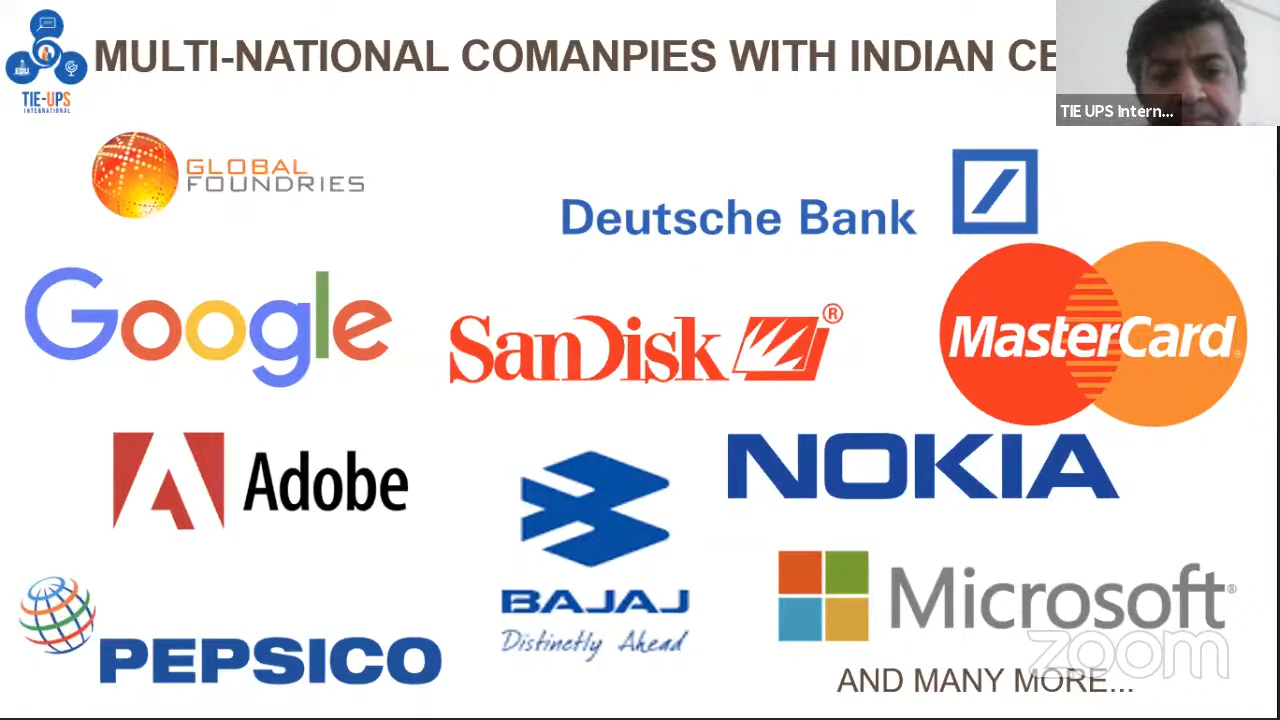 MULTI-NATIONAL COMANPIES WITH INDIAN CE
EDU
TIE-UPS
INTERNATIONAL
TIE UPS Intern...
GLOBAL
FOUNDRIES
Deutsche Bank
Google
SanDisk ®
MasterCard
Adobe
NOKIA
BAJAJ
Distinctly Ahead
Microsoft ®
PEPSICO
zoom
AND MANY MORE...